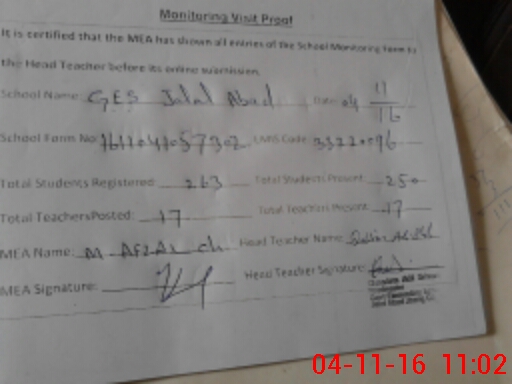 Monitoring Visit Proof
It is certified that the MEA has shown all entries of the School Monitoring Form to
the Head Teacher before its online submission.
School Name: GES Jalal Abad Date: 04 11/16
School Form No: EMIS Code:
Total Students Registered: 263 Total Students Present: 250
Total TeachersPosted: 17 Total Teachers Present: 17
MEA Name: M. AFZAL ch Head Teacher Name:
MEA Signature: Head Teacher Signature:
04-11-16 11:02